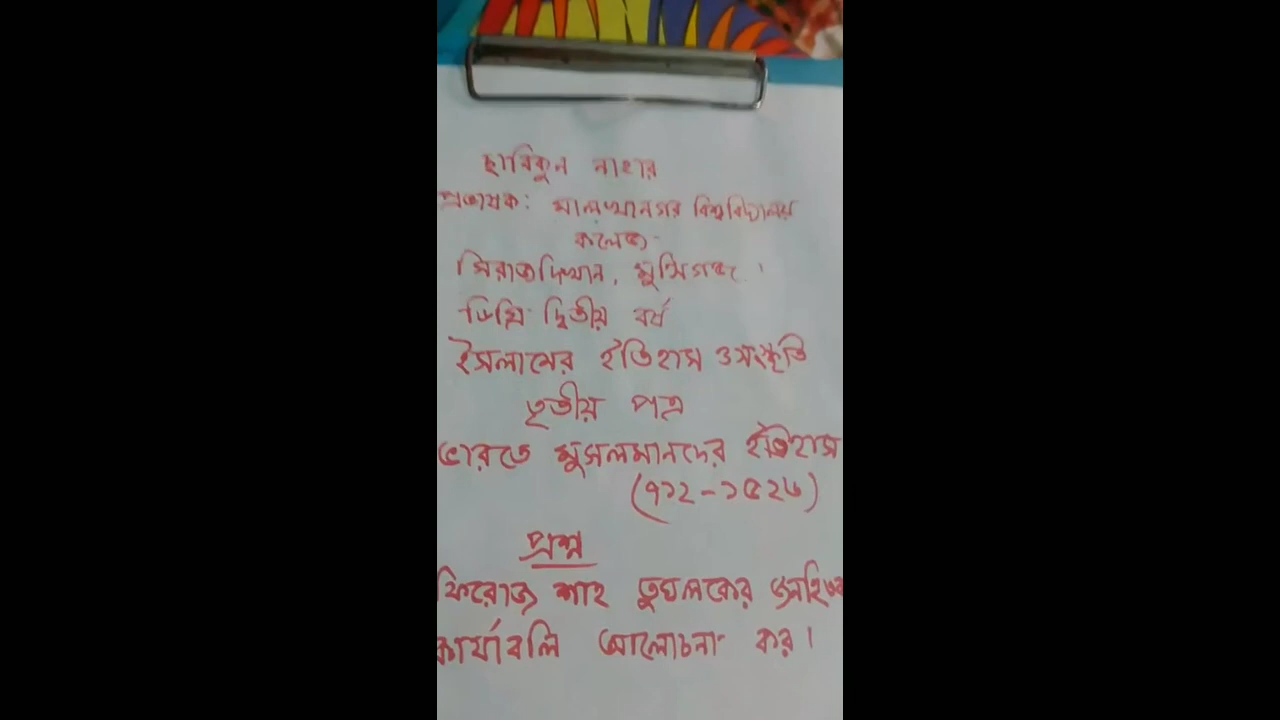 ছাবিকুন নাহার
প্রভাষক: মালখানগর বিশ্ববিদ্যালয়
কলেজ
সিরাজদিখান, মুন্সিগঞ্জ।
ডিগ্রি দ্বিতীয় বর্ষ
ইসলামের ইতিহাস ও সংস্কৃতি
তৃতীয় পত্র
ভারতে মুসলমানদের ইতিহাস
(৭১২-১৫২৬)
প্রশ্ন
ফিরোজ শাহ তুঘলকের জনহিতক
কার্যাবলি আলোচনা কর।